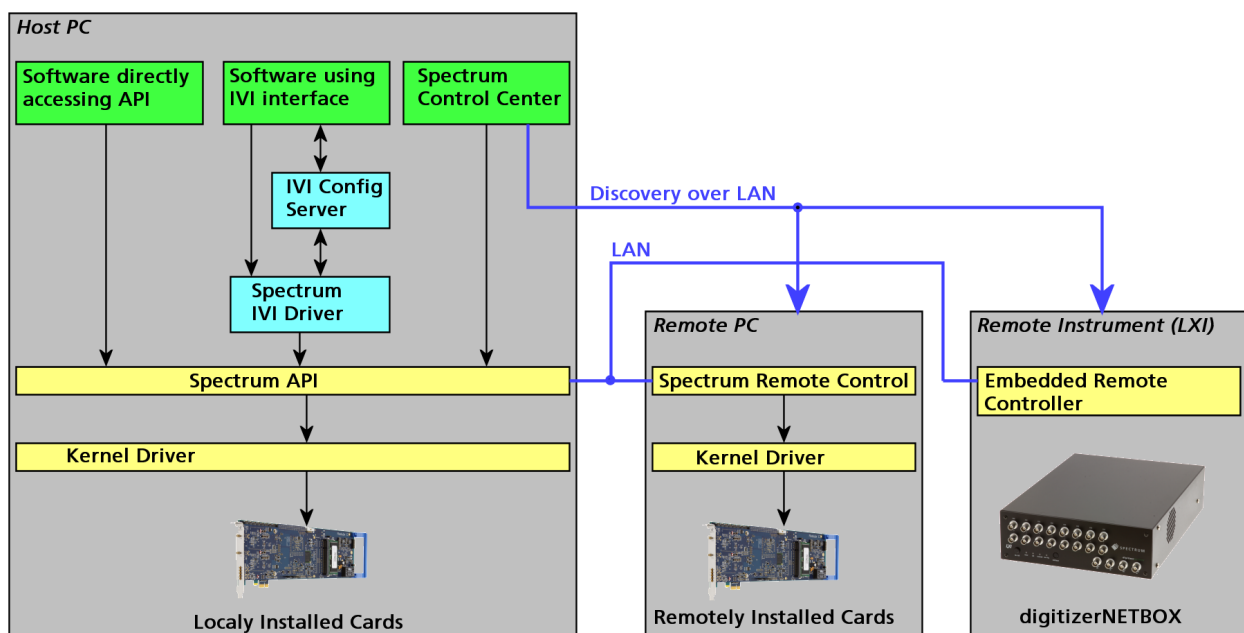 Host PC
Software directly
accessing API
Software using
IVI interface
Spectrum
Control Center
IVI Config
Server
Discovery over LAN
LAN
Spectrum
IVI Driver
Remote PC
Remote Instrument (LXI)
Spectrum API
Spectrum Remote Control
Embedded Remote
Controller
Kernel Driver
Kernel Driver
SPECTRUM
Localy Installed Cards
Remotely Installed Cards
digitizerNETBOX